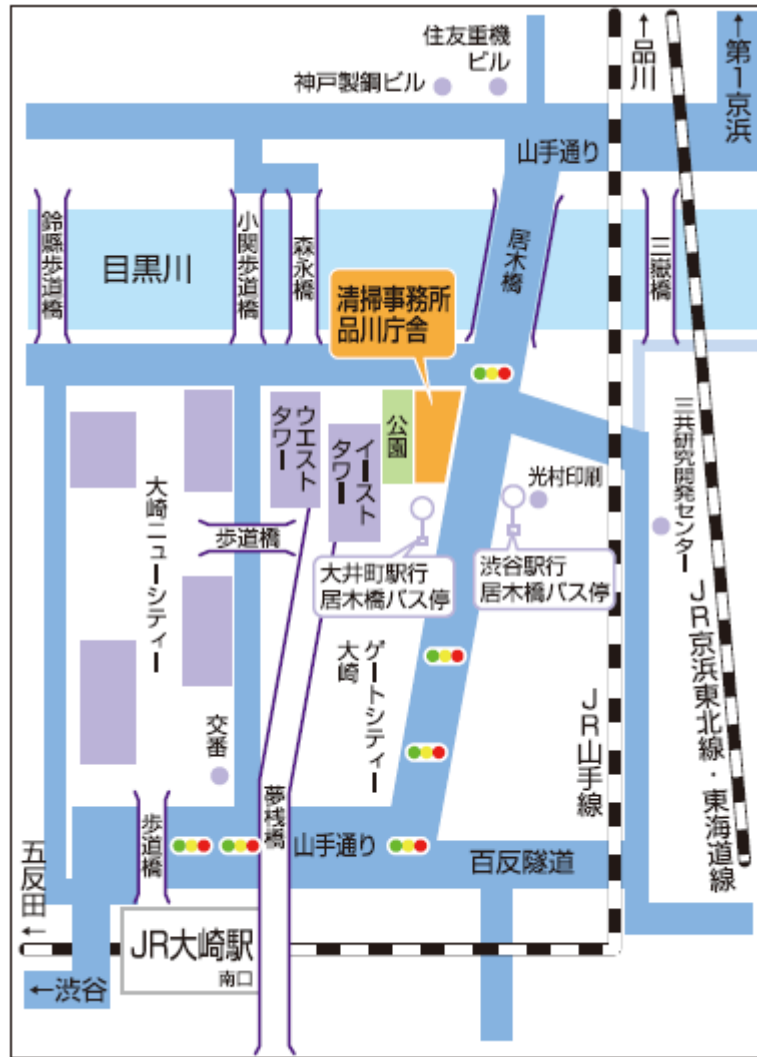 住友重機
ビル
神戸製鋼ビル
↑品川
↑第1京浜
山手通り
鈴懸歩道橋
目黒川
小関歩道橋
森永橋
居木橋
三嶽橋
清掃事務所
品川庁舎
公園
ウエスト
タワー
イースト
タワー
光村印刷
三共研究開発センター
大崎ニューシティー
歩道橋
大井町駅行
居木橋バス停
渋谷駅行
居木橋バス停
ゲートシティー
大崎
JR山手線
JR京浜東北線・東海道線
交番
歩道橋
夢桟橋
山手通り
百反隧道
五反田←
JR大崎駅
南口
←渋谷